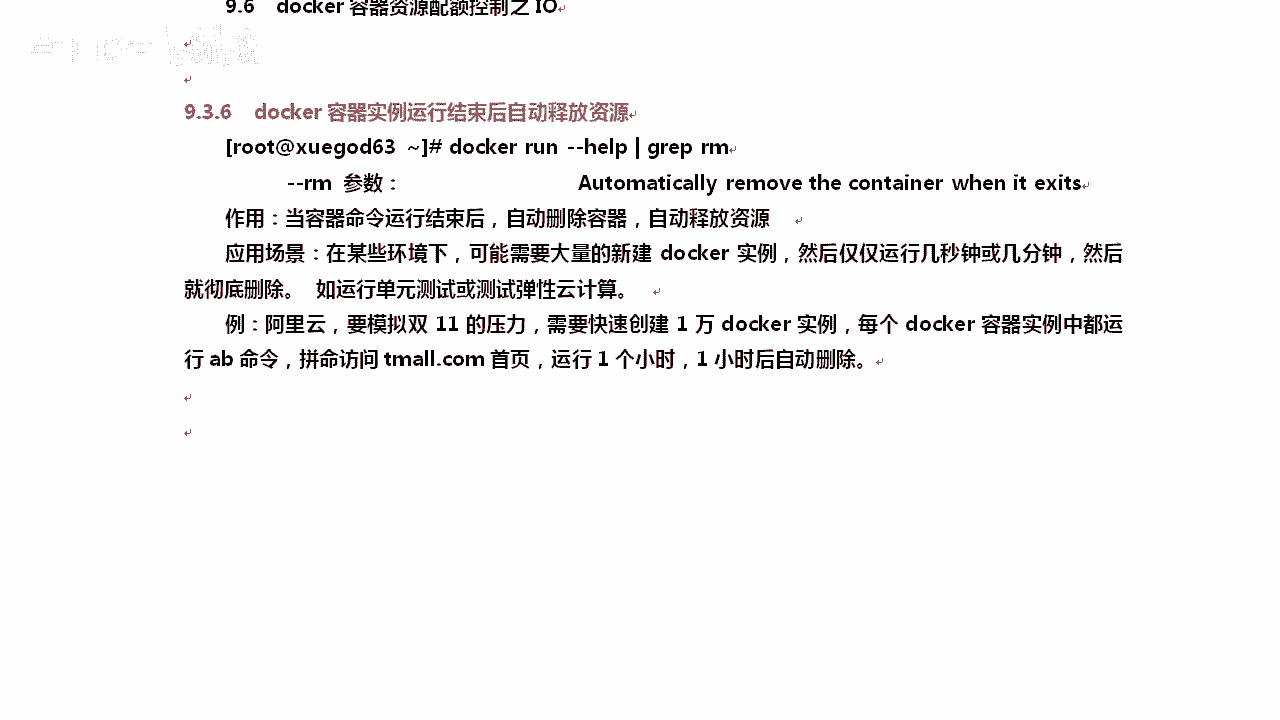 9.6 docker 容器资源配额控制之 IO
9.3.6 docker 容器实例运行结束后自动释放资源
[root@xuegod63 ~]# docker run --help | grep rm
--rm 参数： Automatically remove the container when it exits
作用：当容器命令运行结束后，自动删除容器，自动释放资源
应用场景：在某些环境下，可能需要大量的新建 docker 实例，然后仅仅运行几秒钟或几分钟，然后
就彻底删除。 如运行单元测试或测试弹性云计算。
例：阿里云，要模拟双 11 的压力，需要快速创建 1 万 docker 实例，每个 docker 容器实例中都运
行 ab 命令，拼命访问 tmall.com 首页，运行 1 个小时，1 小时后自动删除。